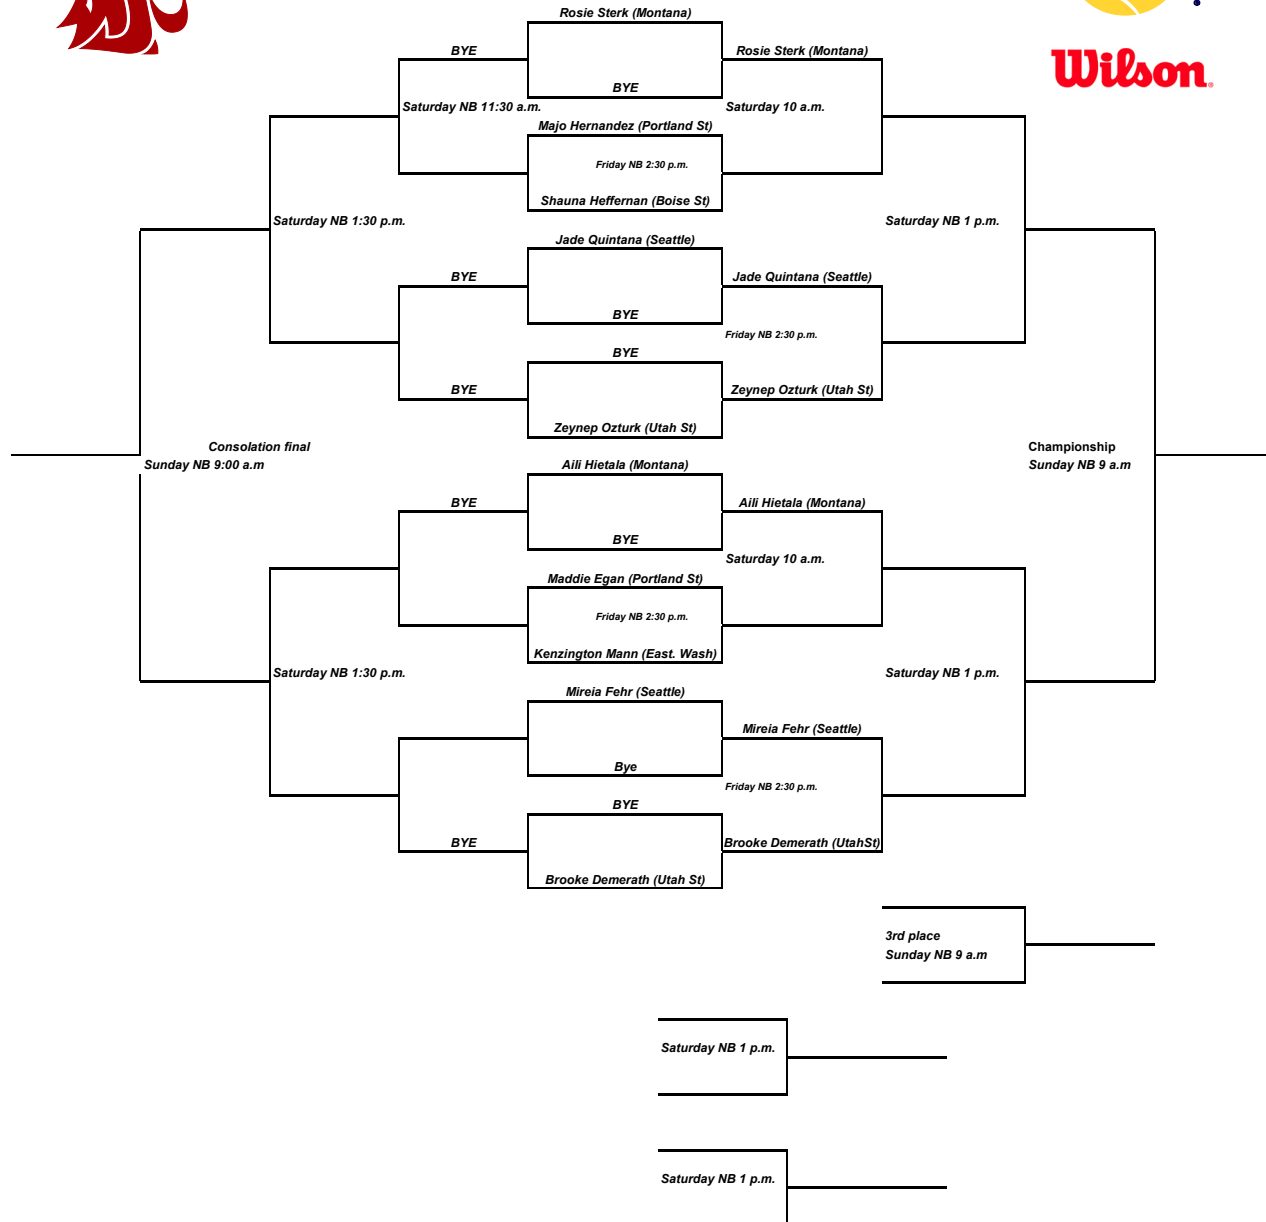 Rosie Sterk (Montana)
BYE
Rosie Sterk (Montana)
Wilson
BYE
Saturday NB 11:30 a.m.
Saturday 10 a.m.
Majo Hernandez (Portland St)
Friday NB 2:30 p.m.
Shauna Heffernan (Boise St)
Saturday NB 1:30 p.m.
Saturday NB 1 p.m.
Jade Quintana (Seattle)
BYE
Jade Quintana (Seattle)
BYE
Friday NB 2:30 p.m.
BYE
BYE
Zeynep Ozturk (Utah St)
Zeynep Ozturk (Utah St)
Consolation final
Championship
Sunday NB 9:00 a.m
Sunday NB 9 a.m
Aili Hietala (Montana)
BYE
Aili Hietala (Montana)
BYE
Saturday 10 a.m.
Maddie Egan (Portland St)
Friday NB 2:30 p.m.
Kenzington Mann (East. Wash)
Saturday NB 1:30 p.m.
Saturday NB 1 p.m.
Mireia Fehr (Seattle)
Mireia Fehr (Seattle)
Bye
Friday NB 2:30 p.m.
BYE
BYE
Brooke Demerath (UtahSt)
Brooke Demerath (Utah St)
3rd place
Sunday NB 9 a.m
Saturday NB 1 p.m.
Saturday NB 1 p.m.